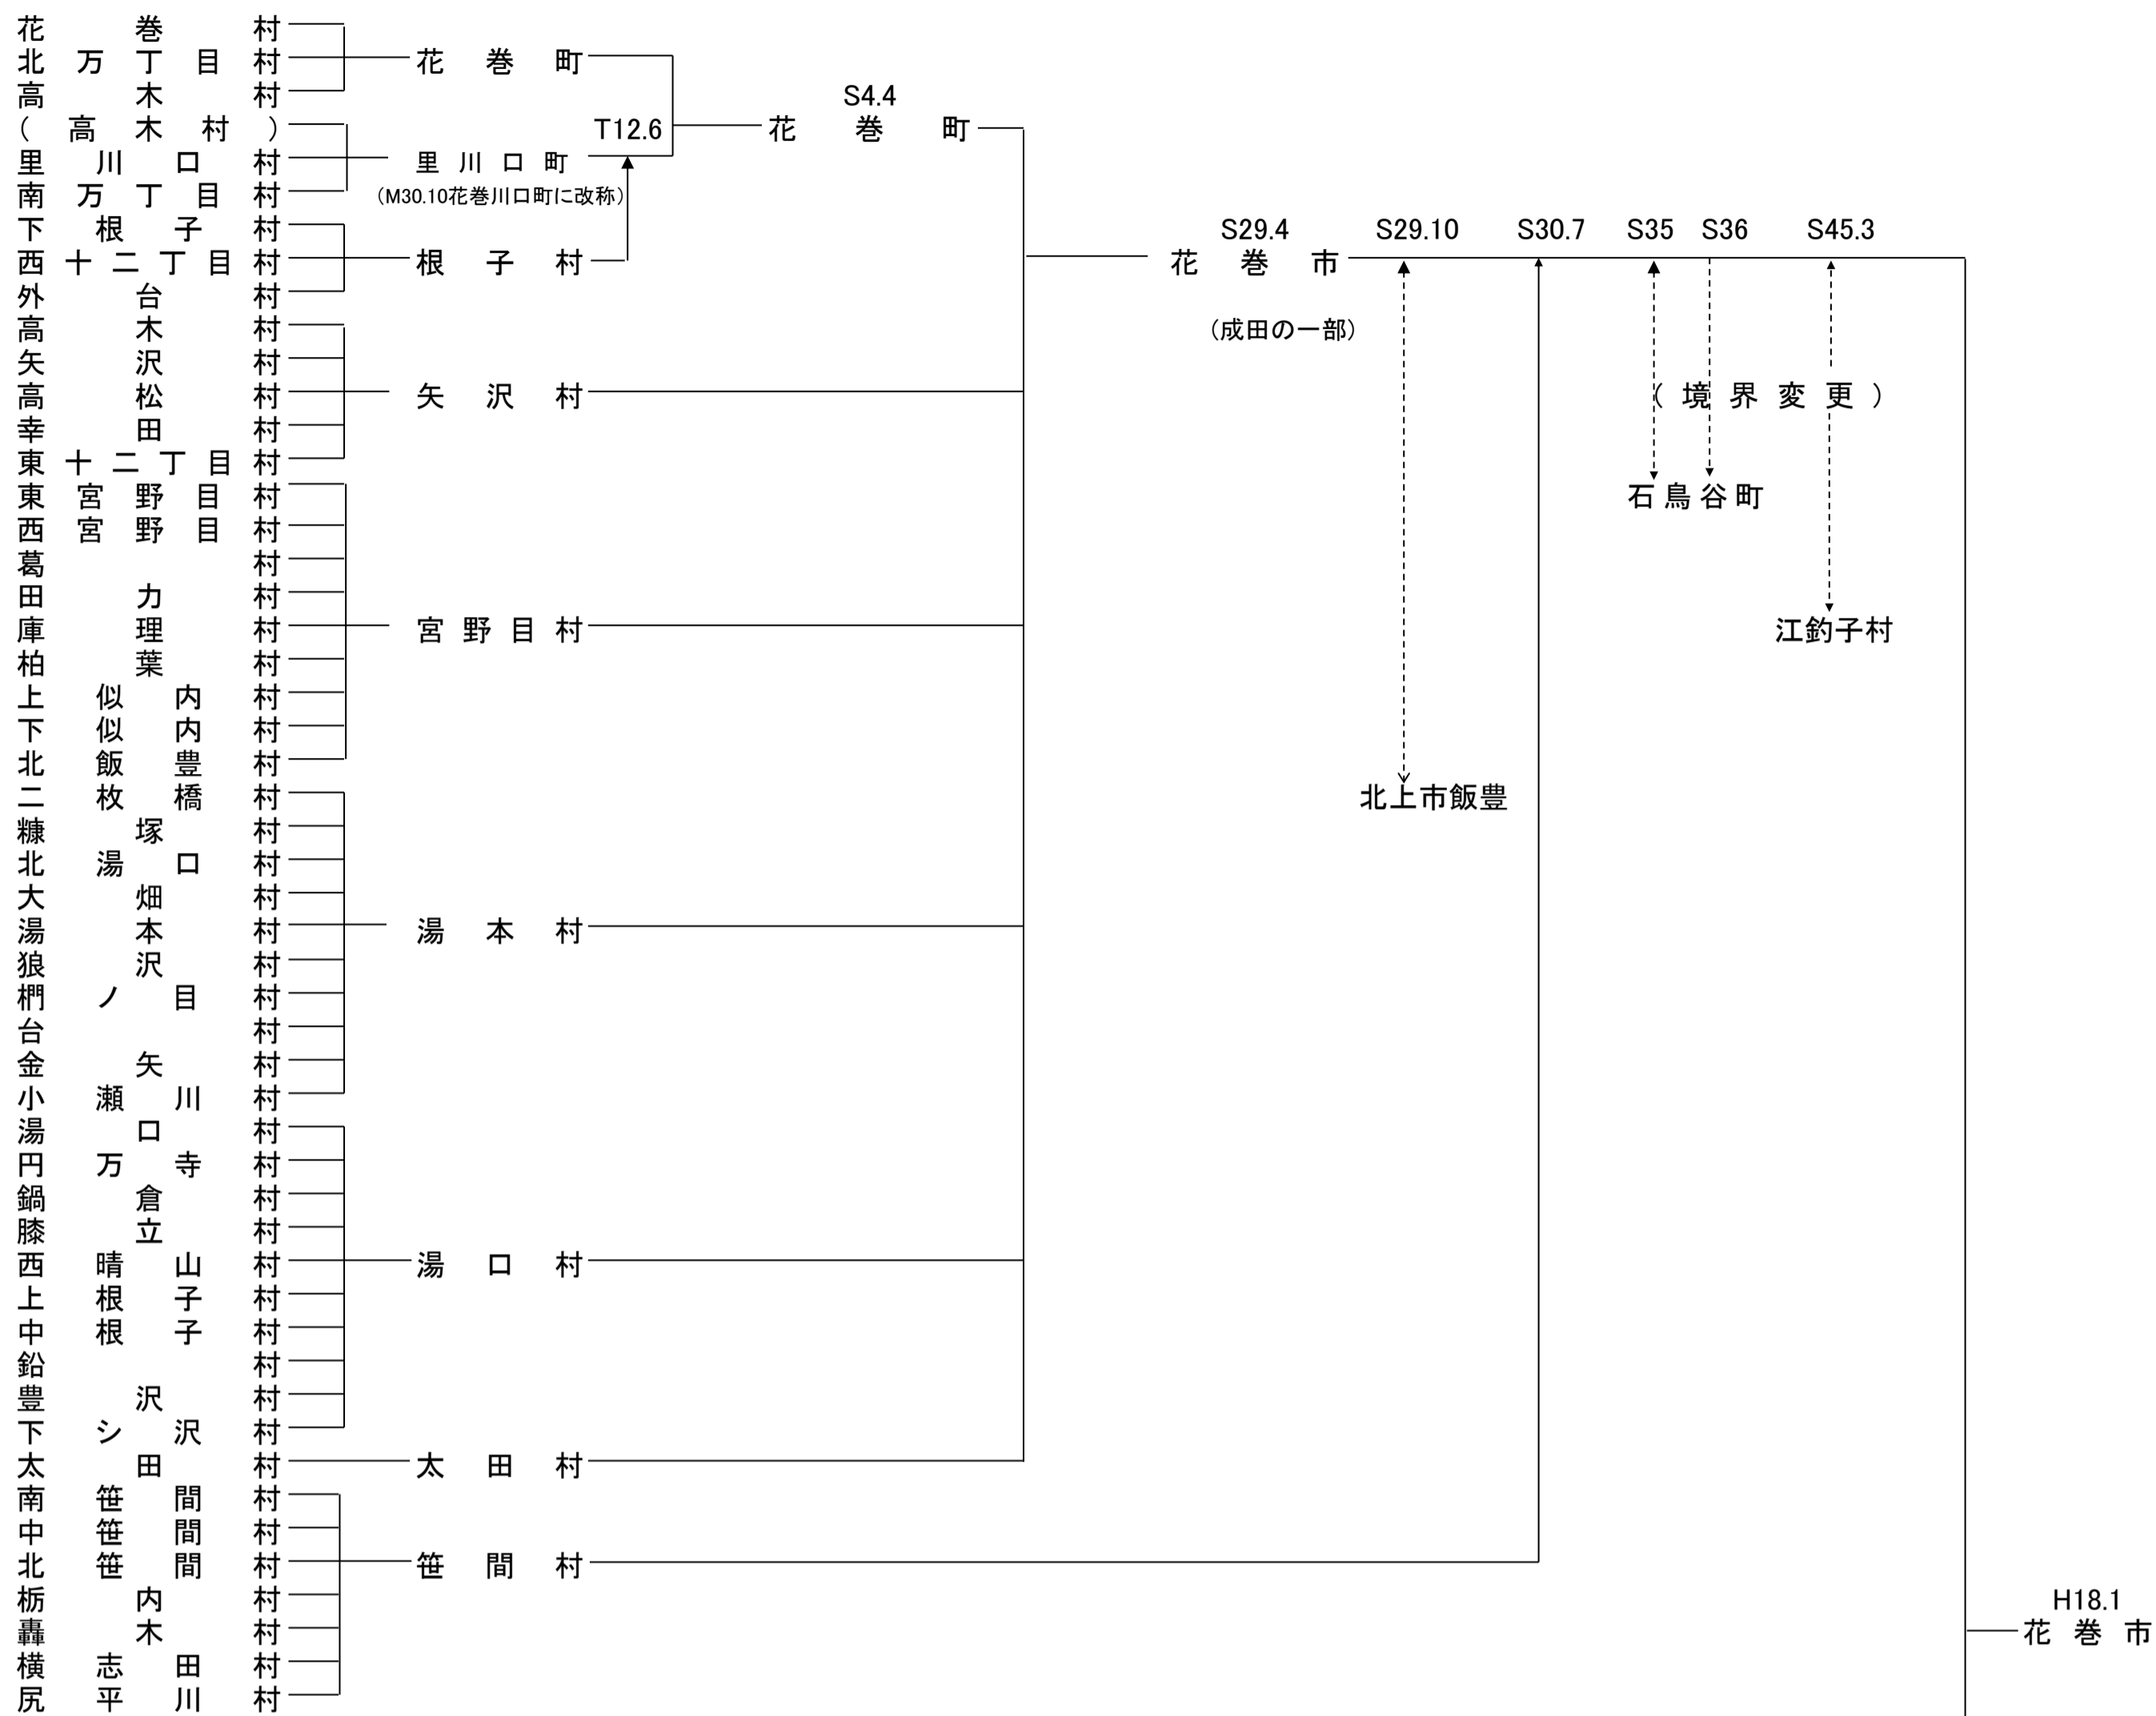 花巻村
北万丁目村
高木村
(高木村)
里川口村
南万丁目村
下根子村
西十二丁目村
外台村
高木村
矢沢村
高松村
幸田村
東十二丁目村
東宮野目村
西宮野目村
葛村
田力村
庫理村
柏葉村
上似内村
下似内村
北飯豊村
二枚橋村
糠塚村
北湯口村
大畑村
湯本村
狼沢村
椚ノ目村
台村
金矢村
小瀬川村
湯口村
円万寺村
鍋倉村
膝立村
西晴山村
上根子村
中根子村
鉛村
豊沢村
下シ沢村
太田村
南笹間村
中笹間村
北笹間村
栃内村
轟木村
横志田村
尻平川村
花巻町
里川口町
(M30.10花巻川口町に改称)
根子村
矢沢村
宮野目村
湯本村
湯口村
太田村
笹間村
T12.6
S4.4
花巻町
S29.4
花巻市
(成田の一部)
S29.10
北上市飯豊
S30.7
S35
S36
石鳥谷町
S45.3
(境界変更)
江釣子村
H18.1
花巻市